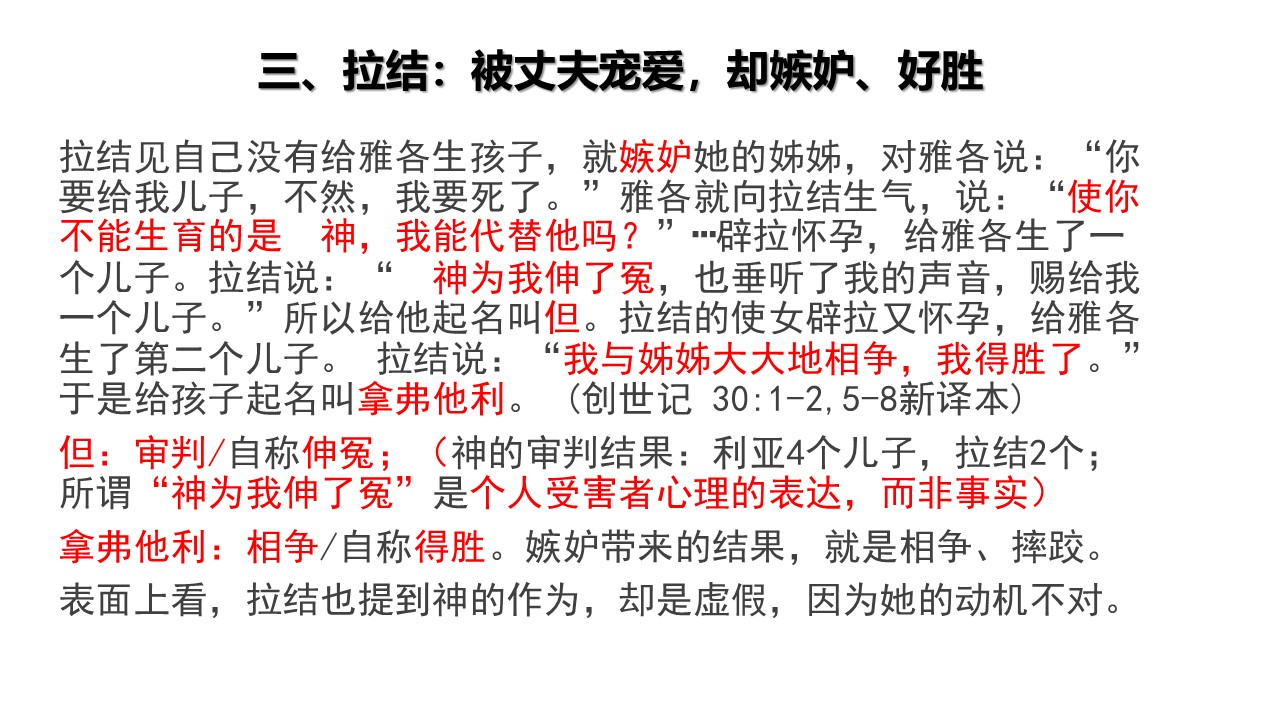 三、拉结：被丈夫宠爱，却嫉妒、好胜
拉结见自己没有给雅各生孩子，就嫉妒她的姊姊，对雅各说：“你
要给我儿子，不然，我要死了。”雅各就向拉结生气，说：“使你
不能生育的是　神，我能代替他吗？”…辟拉怀孕，给雅各生了一
个儿子。拉结说：“　神为我伸了冤，也垂听了我的声音，赐给我
一个儿子。”所以给他起名叫但。拉结的使女辟拉又怀孕，给雅各
生了第二个儿子。 拉结说：“我与姊姊大大地相争，我得胜了。”
于是给孩子起名叫拿弗他利。（创世记 30:1-2,5-8新译本）
但：审判/自称伸冤；（神的审判结果：利亚4个儿子，拉结2个；
所谓“神为我伸了冤”是个人受害者心理的表达，而非事实）
拿弗他利：相争/自称得胜。嫉妒带来的结果，就是相争、摔跤。
表面上看，拉结也提到神的作为，却是虚假，因为她的动机不对。